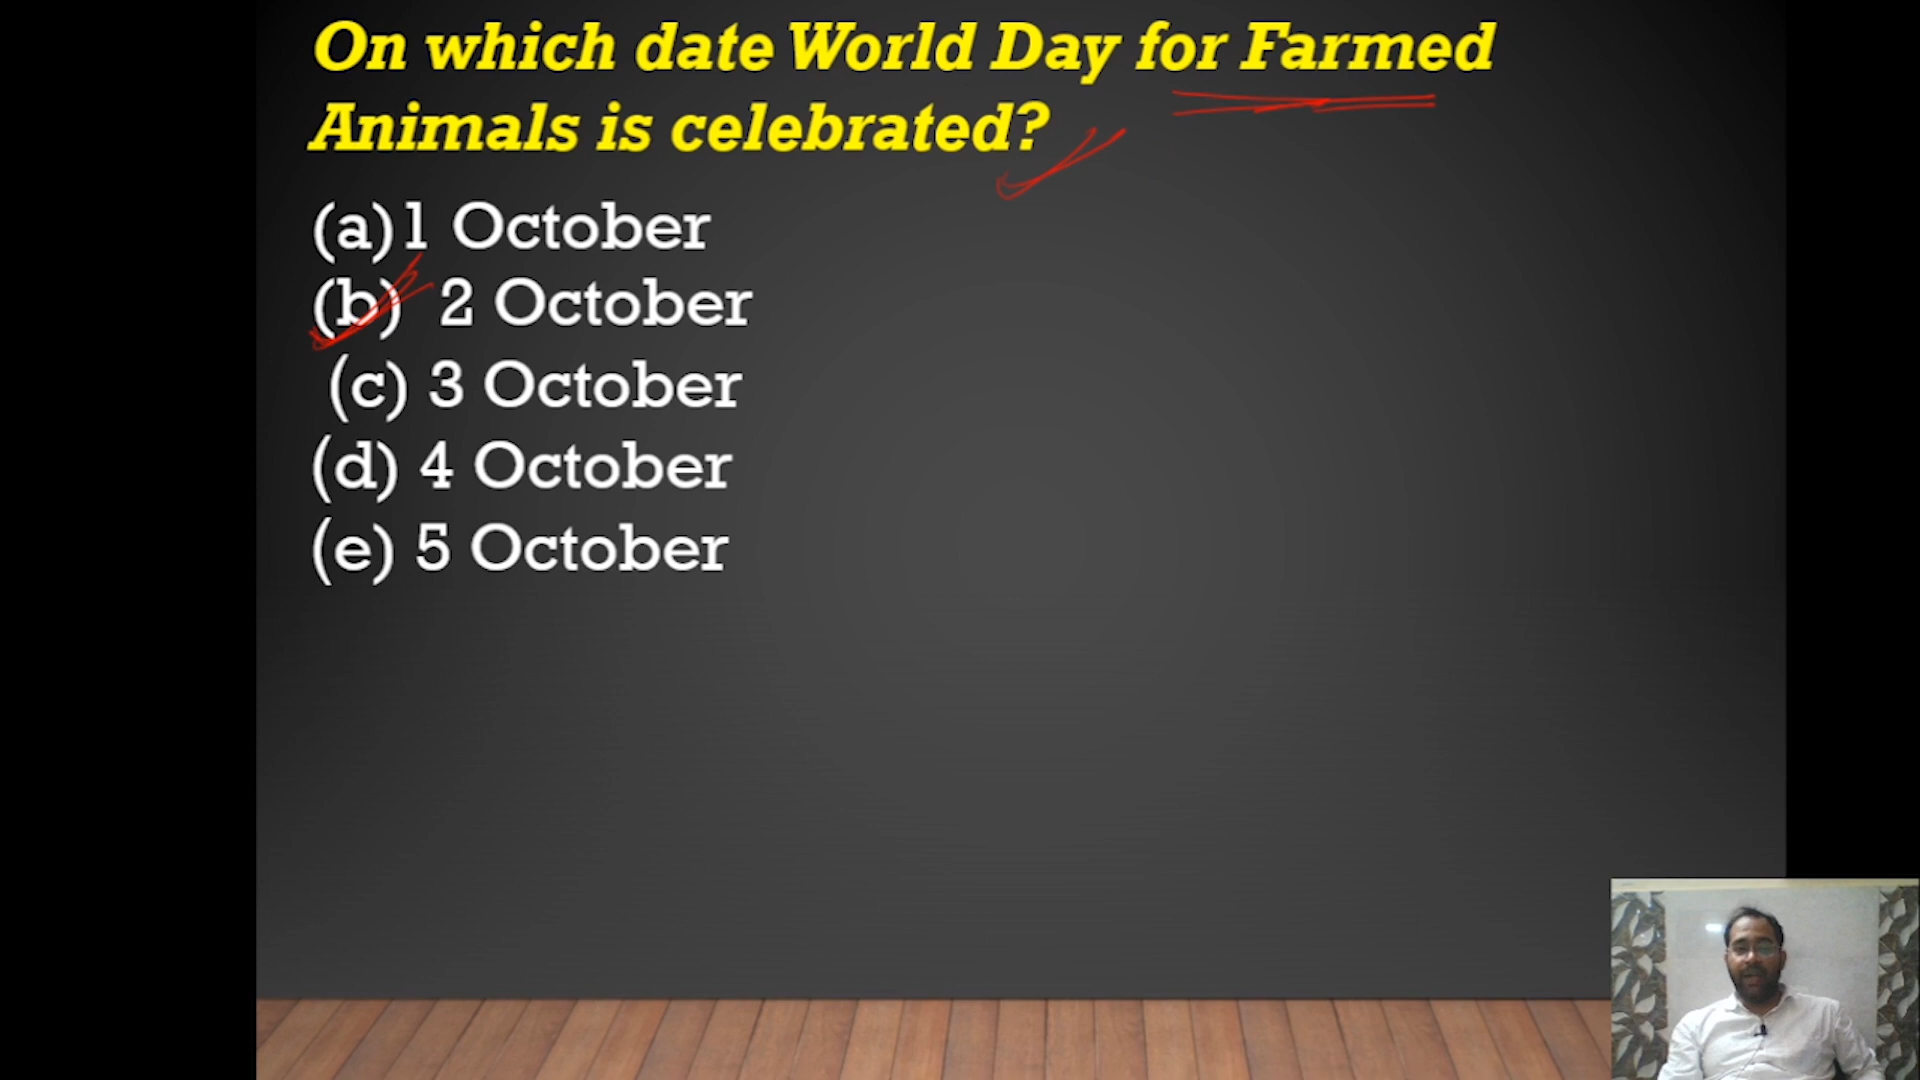 On which date World Day for Farmed
Animals is celebrated?
(a)1 October
(b) 2 October
(c) 3 October
(d) 4 October
(e) 5 October